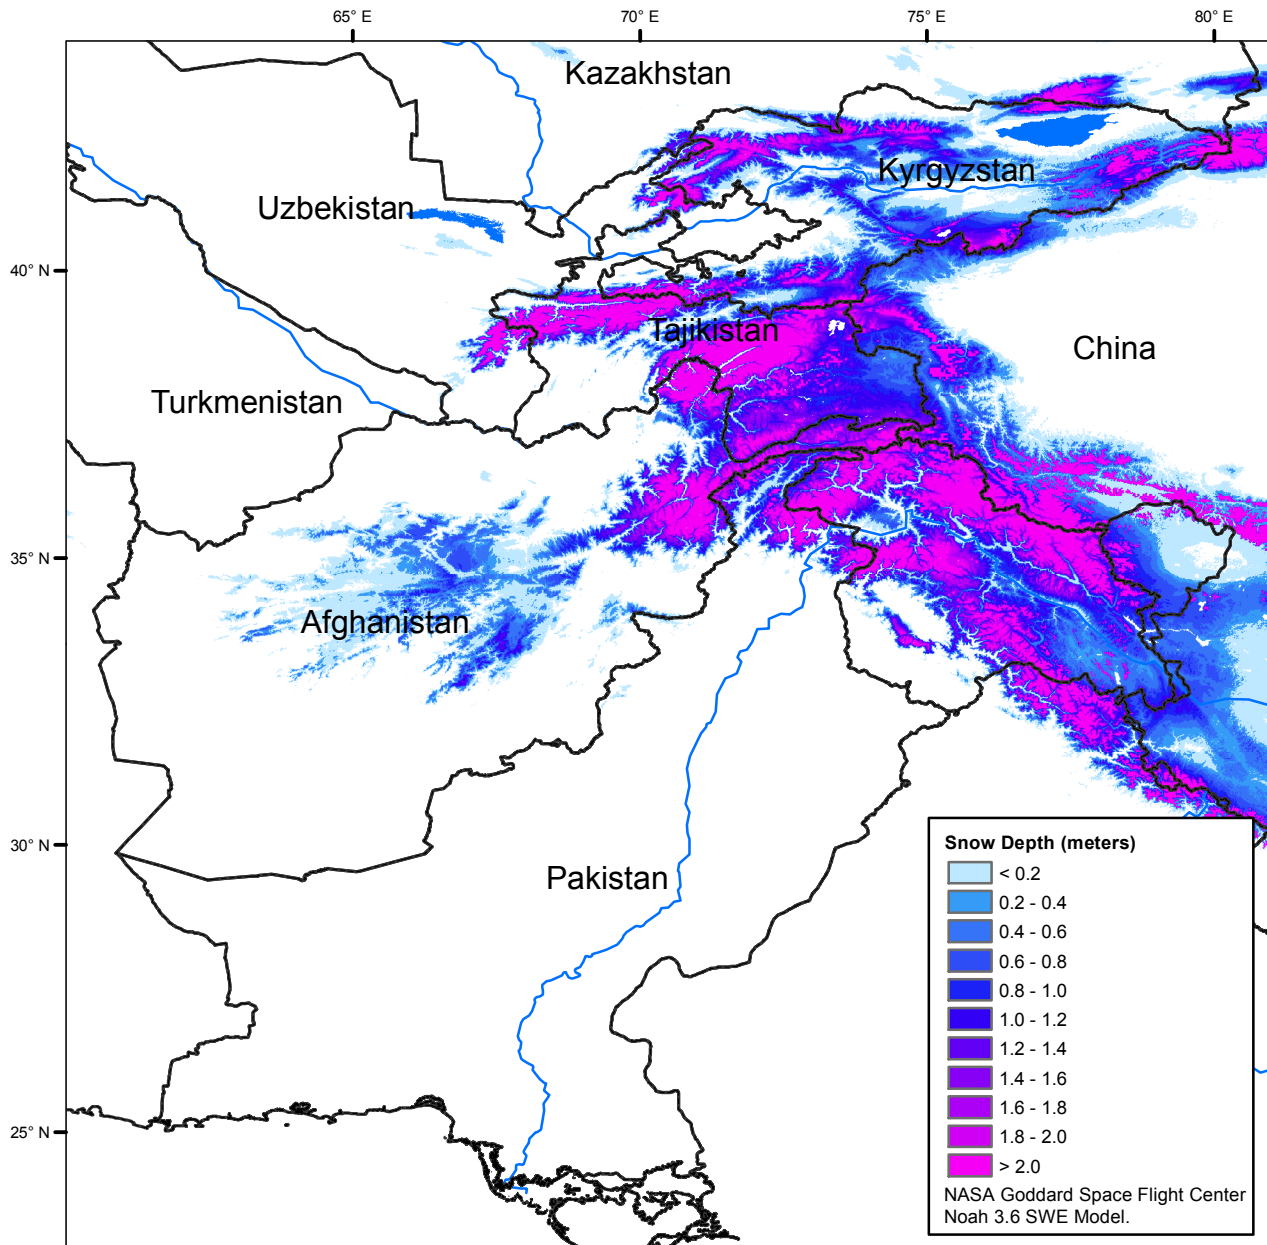 65° E
70° E
75° E
80° E
Kazakhstan
Kyrgyzstan
Uzbekistan
40° N
Tajikistan
China
Turkmenistan
35° N
Afghanistan
30° N
Pakistan
25° N
Snow Depth (meters)
< 0.2
0.2 - 0.4
0.4 - 0.6
0.6 - 0.8
0.8 - 1.0
1.0 - 1.2
1.2 - 1.4
1.4 - 1.6
1.6 - 1.8
1.8 - 2.0
> 2.0
NASA Goddard Space Flight Center
Noah 3.6 SWE Model.